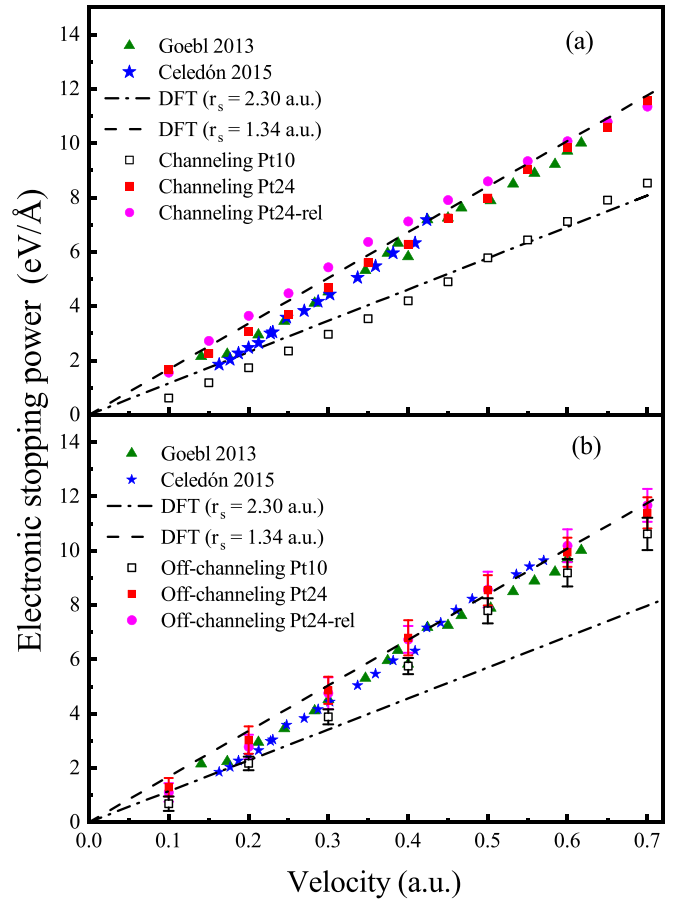 14
12
10
8
6
4
2
0
(a)
Goebl 2013
Celedón 2015
DFT (rs = 2.30 a.u.)
DFT (rs = 1.34 a.u.)
Channeling Pt10
Channeling Pt24
Channeling Pt24-rel
Electronic stopping power (eV/Å)
14
12
10
8
6
4
2
0
(b)
Goebl 2013
Celedón 2015
DFT (rs = 2.30 a.u.)
DFT (rs = 1.34 a.u.)
Off-channeling Pt10
Off-channeling Pt24
Off-channeling Pt24-rel
0.0 0.1 0.2 0.3 0.4 0.5 0.6 0.7
Velocity (a.u.)